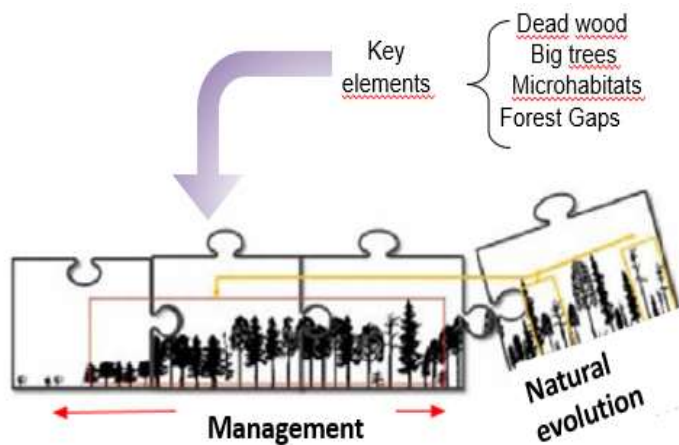 Key
elements
Dead wood
Big trees
Microhabitats
Forest Gaps
Natural
evolution
Management